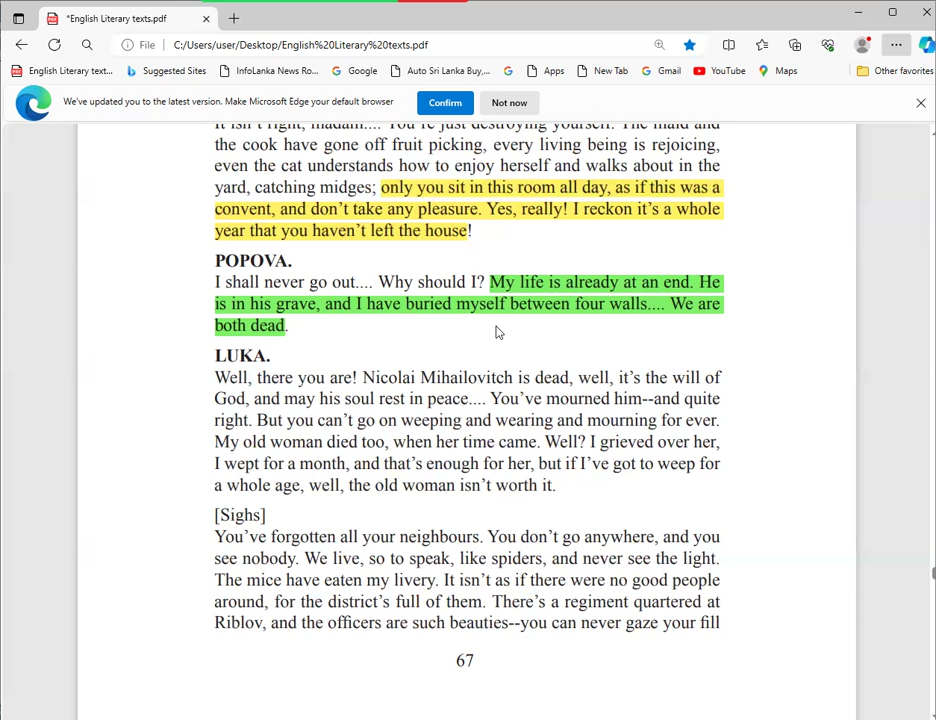 *English Literary texts.pdf
File C:/Users/user/Desktop/English%20Literary%20texts.pdf
English Literary text... Suggested Sites InfoLanka News Ro... Google Auto Sri Lanka Buy,... Apps New Tab Gmail YouTube Maps Other favorites
We've updated you to the latest version. Make Microsoft Edge your default browser Confirm Not now
It isn't right, madam.... You're just destroying yourself. The maid and
the cook have gone off fruit picking, every living being is rejoicing,
even the cat understands how to enjoy herself and walks about in the
yard, catching midges; only you sit in this room all day, as if this was a
convent, and don't take any pleasure. Yes, really! I reckon it's a whole
year that you haven't left the house!
POPOVA.
I shall never go out.... Why should I? My life is already at an end. He
is in his grave, and I have buried myself between four walls.... We are
both dead.
LUKA.
Well, there you are! Nicolai Mihailovitch is dead, well, it's the will of
God, and may his soul rest in peace.... You've mourned him--and quite
right. But you can't go on weeping and wearing and mourning for ever.
My old woman died too, when her time came. Well? I grieved over her,
I wept for a month, and that's enough for her, but if I've got to weep for
a whole age, well, the old woman isn't worth it.
[Sighs]
You've forgotten all your neighbours. You don't go anywhere, and you
see nobody. We live, so to speak, like spiders, and never see the light.
The mice have eaten my livery. It isn't as if there were no good people
around, for the district's full of them. There's a regiment quartered at
Riblov, and the officers are such beauties--you can never gaze your fill
67